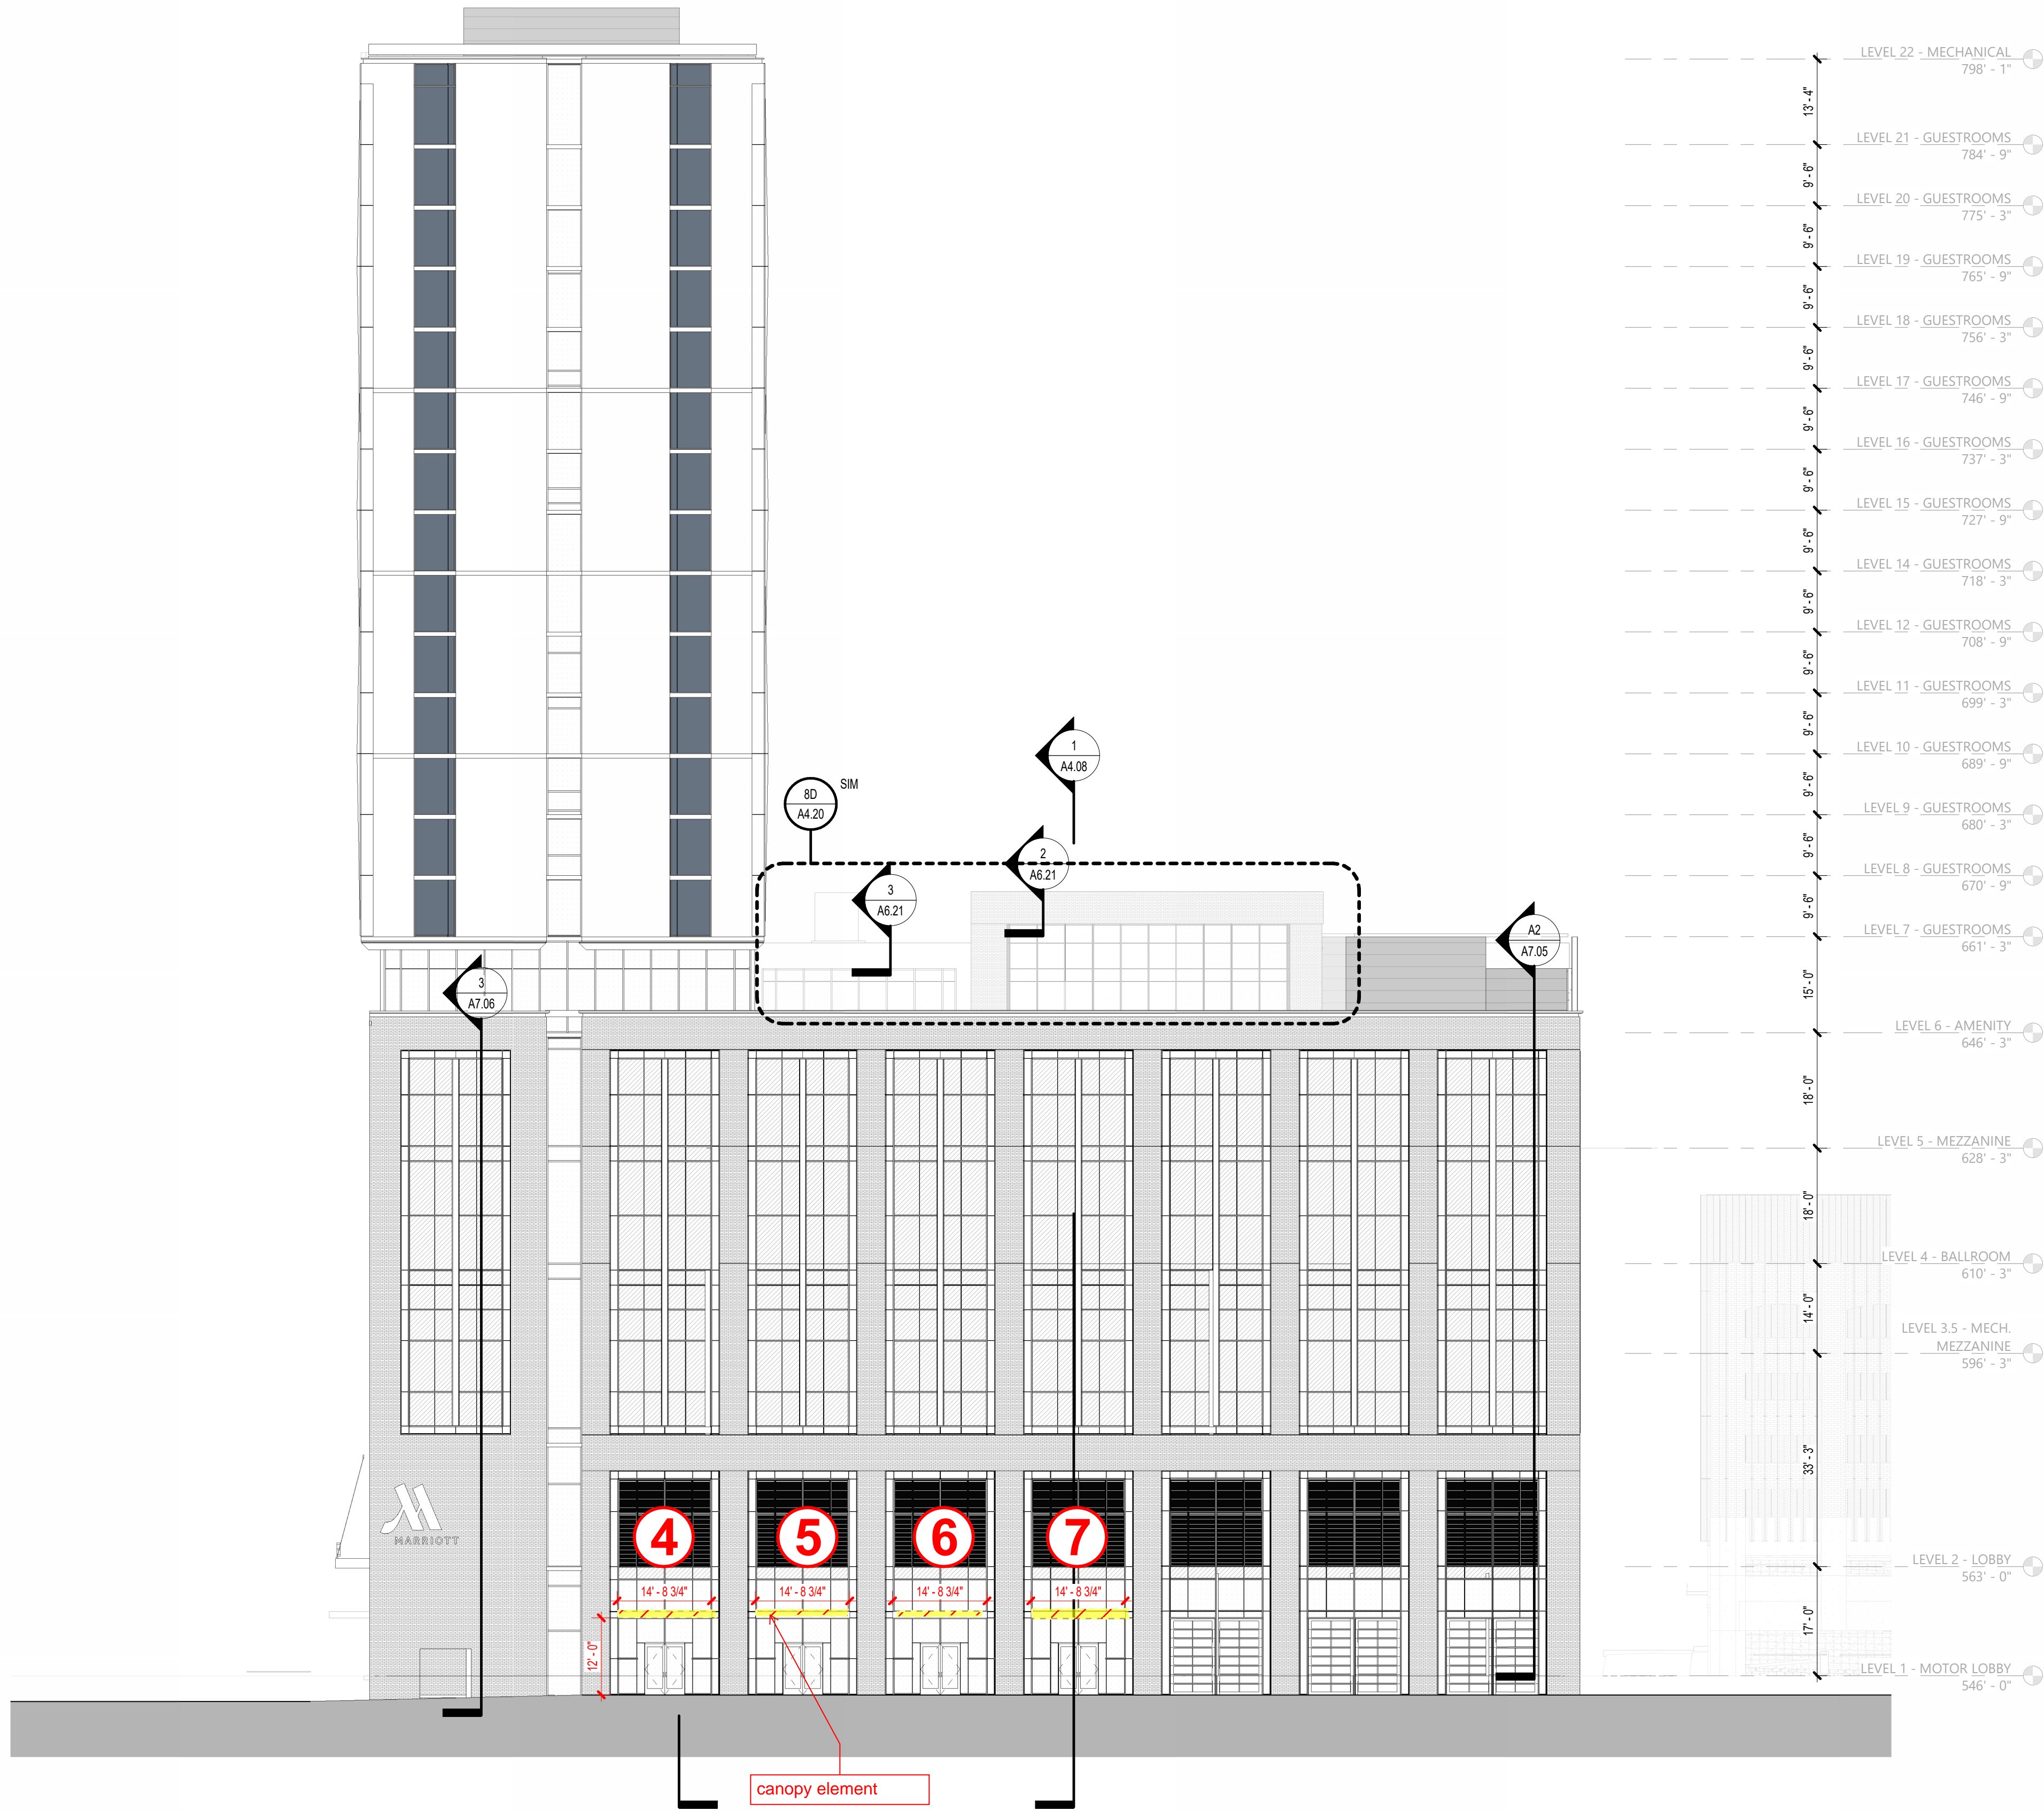 LEVEL 22 - MECHANICAL
798' - 1"
13' - 4"
LEVEL 21 - GUESTROOMS
784' - 9"
9' - 6"
LEVEL 20 - GUESTROOMS
775' - 3"
9' - 6"
LEVEL 19 - GUESTROOMS
765' - 9"
9' - 6"
LEVEL 18 - GUESTROOMS
756' - 3"
9' - 6"
LEVEL 17 - GUESTROOMS
746' - 9"
9' - 6"
LEVEL 16 - GUESTROOMS
737' - 3"
9' - 6"
LEVEL 15 - GUESTROOMS
727' - 9"
9' - 6"
LEVEL 14 - GUESTROOMS
718' - 3"
9' - 6"
LEVEL 12 - GUESTROOMS
708' - 9"
9' - 6"
LEVEL 11 - GUESTROOMS
699' - 3"
9' - 6"
LEVEL 10 - GUESTROOMS
689' - 9"
9' - 6"
LEVEL 9 - GUESTROOMS
680' - 3"
9' - 6"
LEVEL 8 - GUESTROOMS
670' - 9"
9' - 6"
LEVEL 7 - GUESTROOMS
661' - 3"
15' - 0"
LEVEL 6 - AMENITY
646' - 3"
18' - 0"
LEVEL 5 - MEZZANINE
628' - 3"
18' - 0"
LEVEL 4 - BALLROOM
610' - 3"
14' - 0"
LEVEL 3.5 - MECH.
MEZZANINE
596' - 3"
33' - 3"
LEVEL 2 - LOBBY
563' - 0"
17' - 0"
LEVEL 1 - MOTOR LOBBY
546' - 0"
1
A4.08
8D
A4.20
SIM
2
A6.21
3
A6.21
A2
A7.05
3
A7.06
MARRIOTT
4
5
6
7
14' - 8 3/4"
14' - 8 3/4"
14' - 8 3/4"
14' - 8 3/4"
12' - 0"
canopy element